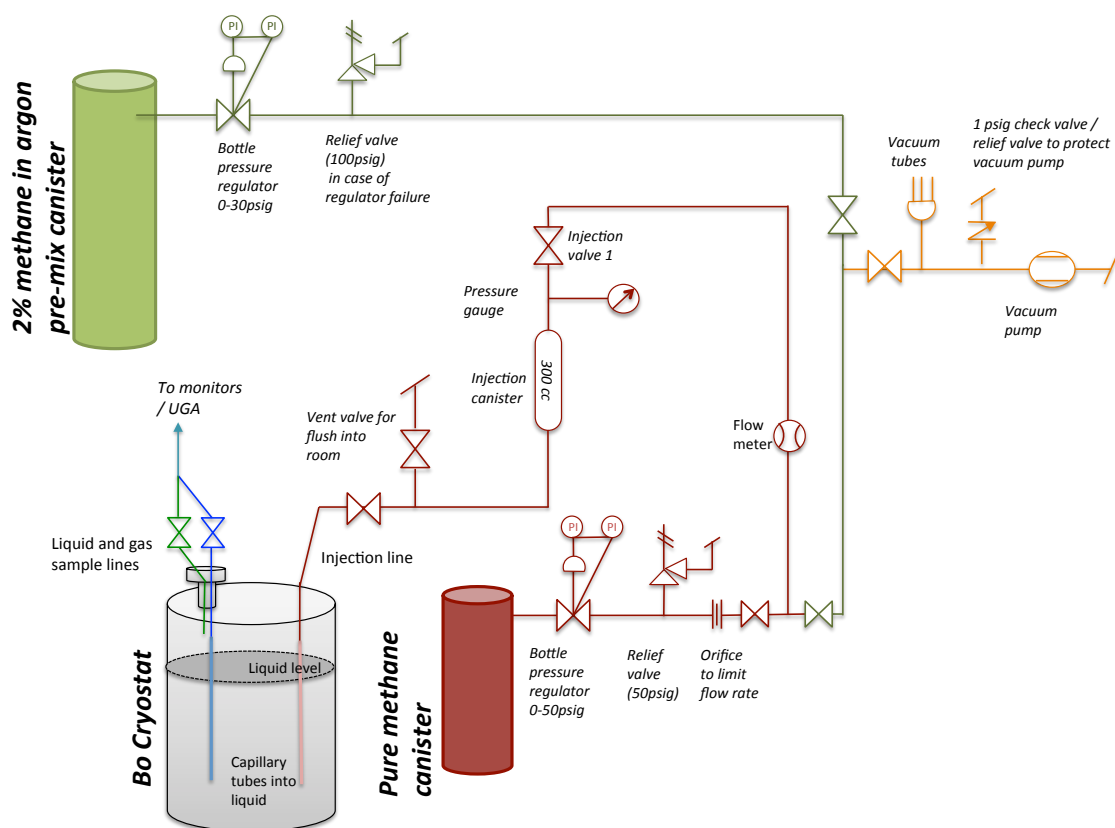 PI PI
2% methane in argon
pre-mix canister
Bottle
pressure
regulator
0-30psig
Relief valve
(100psig)
in case of
regulator failure
Vacuum
tubes
1 psig check valve /
relief valve to protect
vacuum pump
Vacuum
pump
Injection
valve 1
Pressure
gauge
Injection
canister
300 cc
To monitors
/ UGA
Vent valve for
flush into
room
Flow
meter
Liquid and gas
sample lines
Injection line
PI PI
Bo Cryostat
Liquid level
Capillary
tubes into
liquid
Pure methane
canister
Bottle
pressure
regulator
0-50psig
Relief
valve
(50psig)
Orifice
to limit
flow rate